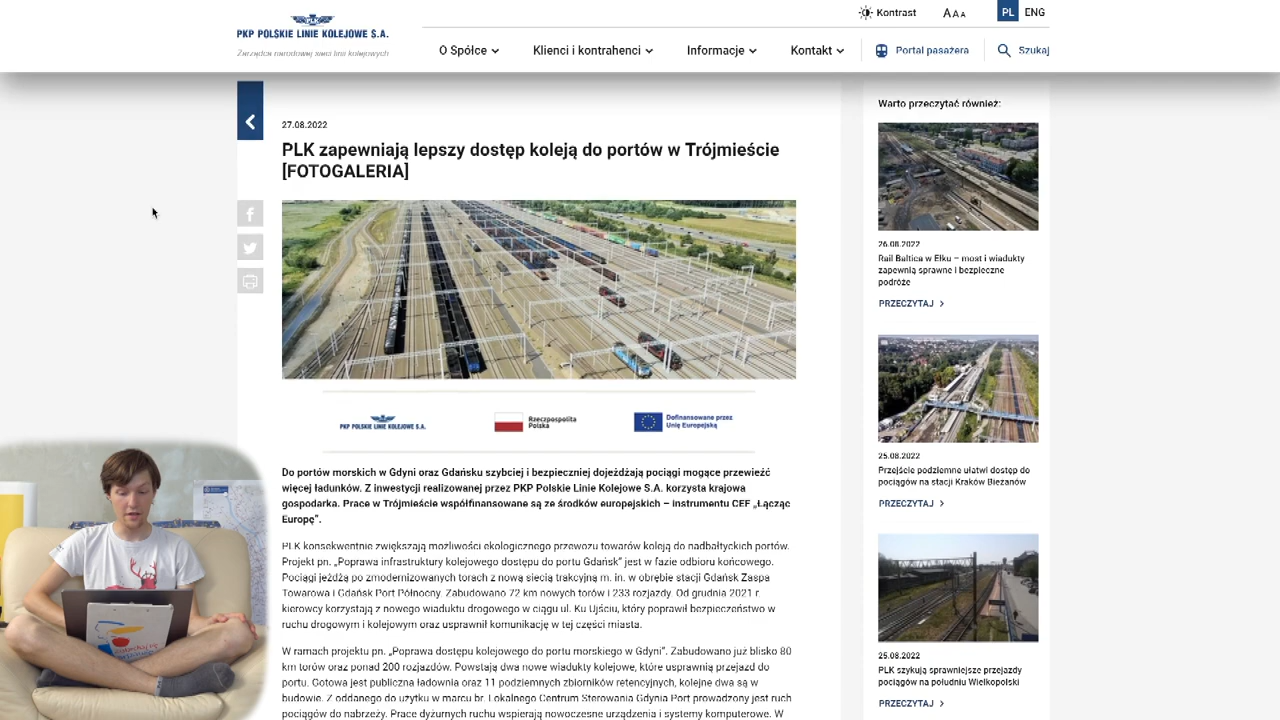 PKP POLSKIE LINIE KOLEJOWE S.A.
Zarządca narodowej sieci linii kolejowych
Kontrast
A A A
PL ENG
O Spółce
Klienci i kontrahenci
Informacje
Kontakt
Portal pasażera
Szukaj
27.08.2022
PLK zapewniają lepszy dostęp koleją do portów w Trójmieście
[FOTOGALERIA]
PKP POLSKIE LINIE KOLEJOWE S.A.
Rzeczpospolita
Polska
Dofinansowane przez
Unię Europejską
Do portów morskich w Gdyni oraz Gdańsku szybciej i bezpieczniej dojeżdżają pociągi mogące przewieźć
więcej ładunków. Z inwestycji realizowanej przez PKP Polskie Linie Kolejowe S.A. korzysta krajowa
gospodarka. Prace w Trójmieście współfinansowane są ze środków europejskich – instrumentu CEF „Łącząc
Europę”.
PLK konsekwentnie zwiększają możliwości ekologicznego przewozu towarów koleją do nadbałtyckich portów.
Projekt pn. „Poprawa infrastruktury kolejowego dostępu do portu Gdańsk” jest w fazie odbioru końcowego.
Pociągi jeżdżą po zmodernizowanych torach z nową siecią trakcyjną m. in. w obrębie stacji Gdańsk Zaspa
Towarowa i Gdańsk Port Północny. Zabudowano 72 km nowych torów i 233 rozjazdy. Od grudnia 2021 r.
kierowcy korzystają z nowego wiaduktu drogowego w ciągu ul. Ku Ujściu, który poprawił bezpieczeństwo w
ruchu drogowym i kolejowym oraz usprawnił komunikację w tej części miasta.
W ramach projektu pn. „Poprawa dostępu kolejowego do portu morskiego w Gdyni”. Zabudowano już blisko 80
km torów oraz ponad 200 rozjazdów. Powstają dwa nowe wiadukty kolejowe, które usprawnią przejazd do
portu. Gotowa jest publiczna ładownia oraz 11 podziemnych zbiorników retencyjnych, kolejne dwa są w
budowie. Z oddanego do użytku w marcu br. Lokalnego Centrum Sterowania Gdynia Port prowadzony jest ruch
pociągów do nabrzeży. Prace dyżurnych ruchu wspierają nowoczesne urządzenia i systemy komputerowe. W
Warto przeczytać również:
26.08.2022
Rail Baltica w Ełku – most i wiadukty
zapewnią sprawne i bezpieczne
podróże
PRZECZYTAJ
25.08.2022
Przejście podziemne ułatwi dostęp do
pociągów na stacji Kraków Bieżanów
PRZECZYTAJ
25.08.2022
PLK szykują sprawniejsze przejazdy
pociągów na południu Wielkopolski
PRZECZYTAJ